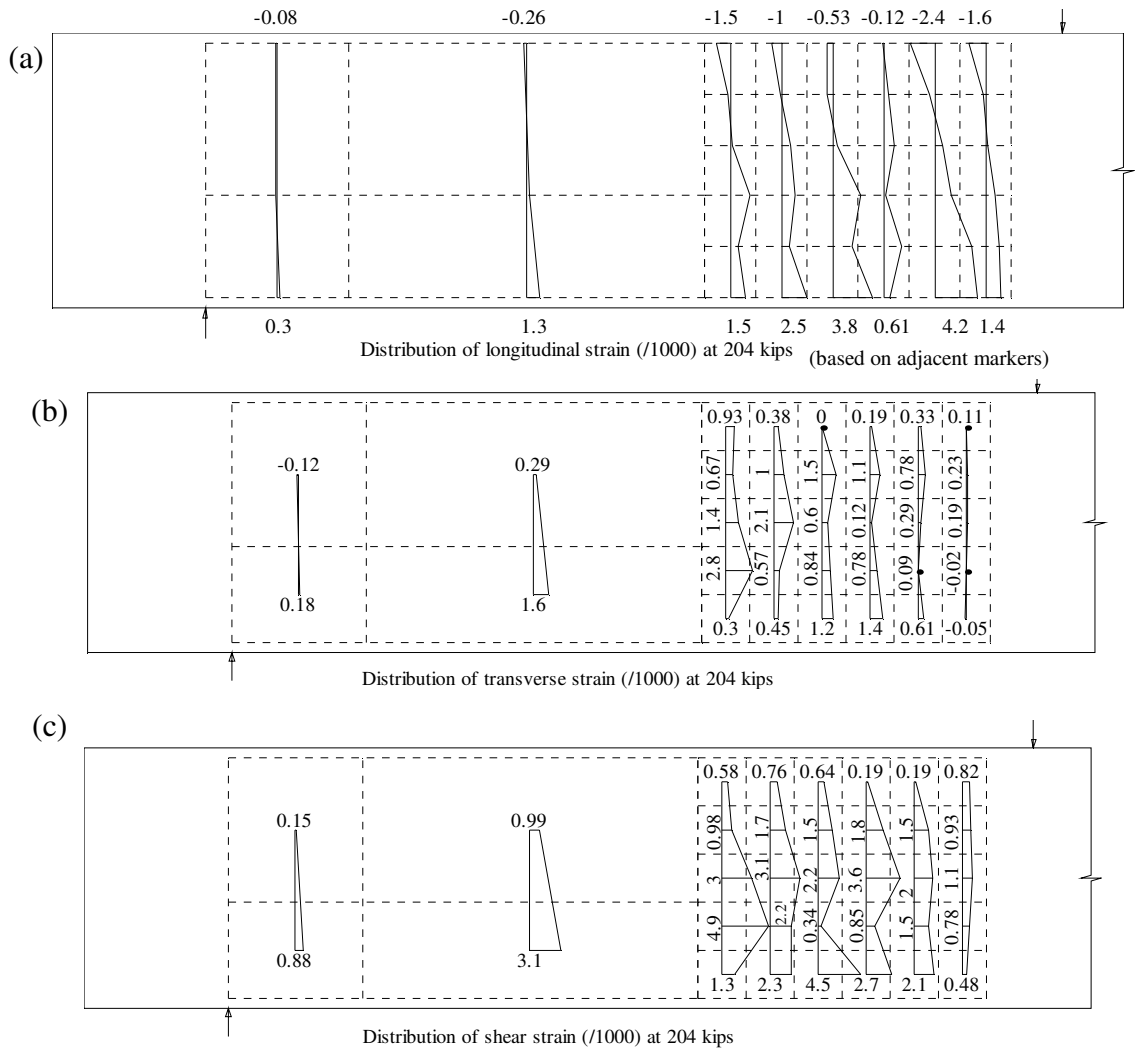 -0.08 -0.26 -1.5 -1 -0.53 -0.12 -2.4 -1.6
(a)
0.3 1.3 1.5 2.5 3.8 0.61 4.2 1.4
Distribution of longitudinal strain (/1000) at 204 kips (based on adjacent markers)
(b)
0.93 0.38 0 0.19 0.33 0.11
-0.12 0.29 0.67 1 1.5 1.1 0.78 0.23
1.4 2.1 0.6 0.12 0.29 0.19
2.8 0.57 0.84 0.78 0.09 -0.02
0.18 1.6 0.3 0.45 1.2 1.4 0.61 -0.05
Distribution of transverse strain (/1000) at 204 kips
(c)
0.58 0.76 0.64 0.19 0.19 0.82
0.15 0.99 0.98 1.7 1.5 1.8 1.5 0.93
3 3.1 2.2 3.6 2 1.1
4.9 2.2 0.34 0.85 1.5 0.78
0.88 3.1 1.3 2.3 4.5 2.7 2.1 0.48
Distribution of shear strain (/1000) at 204 kips